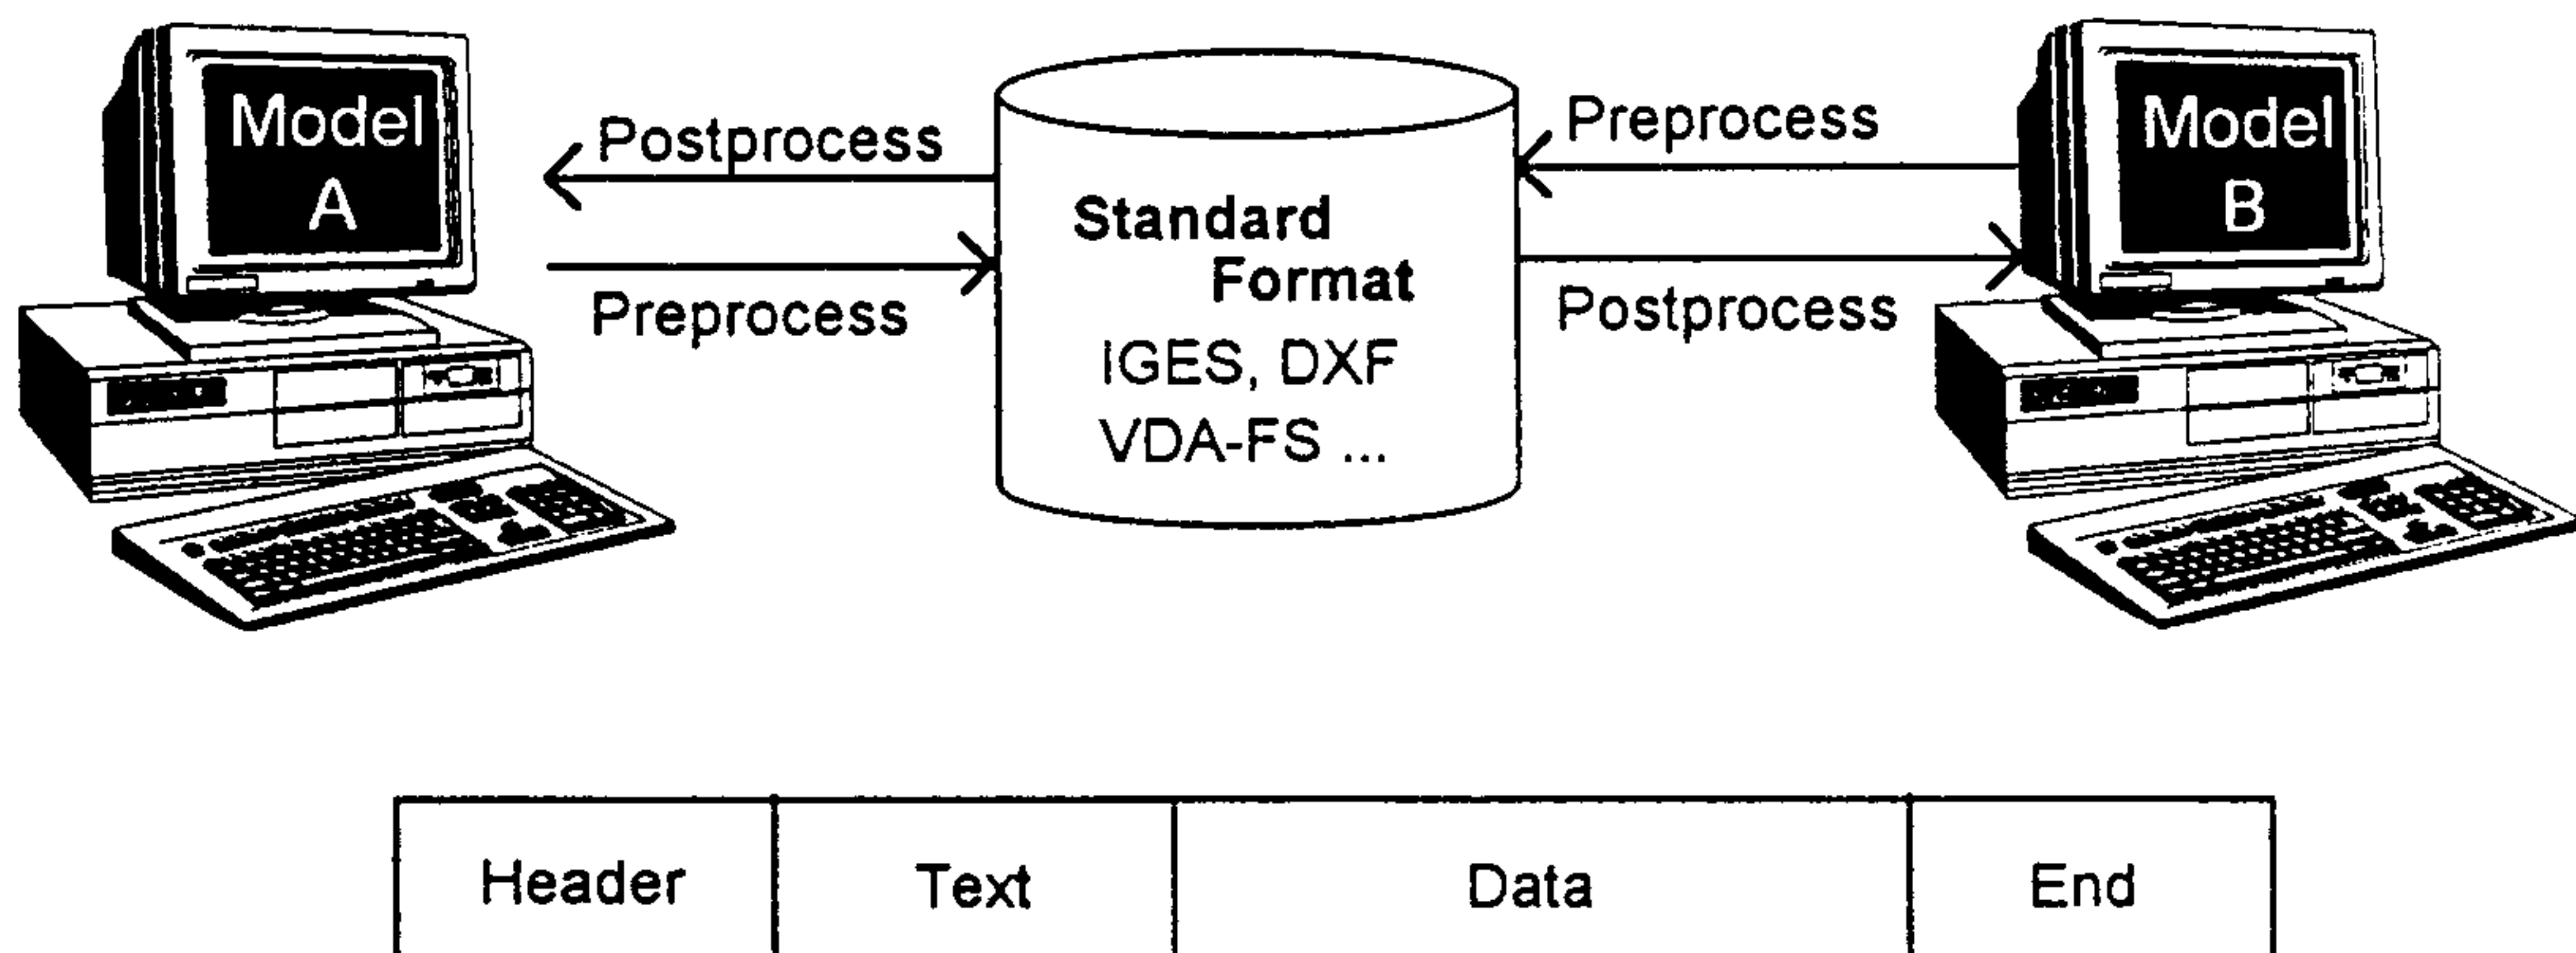 Model
A
Postprocess
Preprocess
Standard
Format
IGES, DXF
VDA-FS ...
Preprocess
Postprocess
Model
B
Header
Text
Data
End